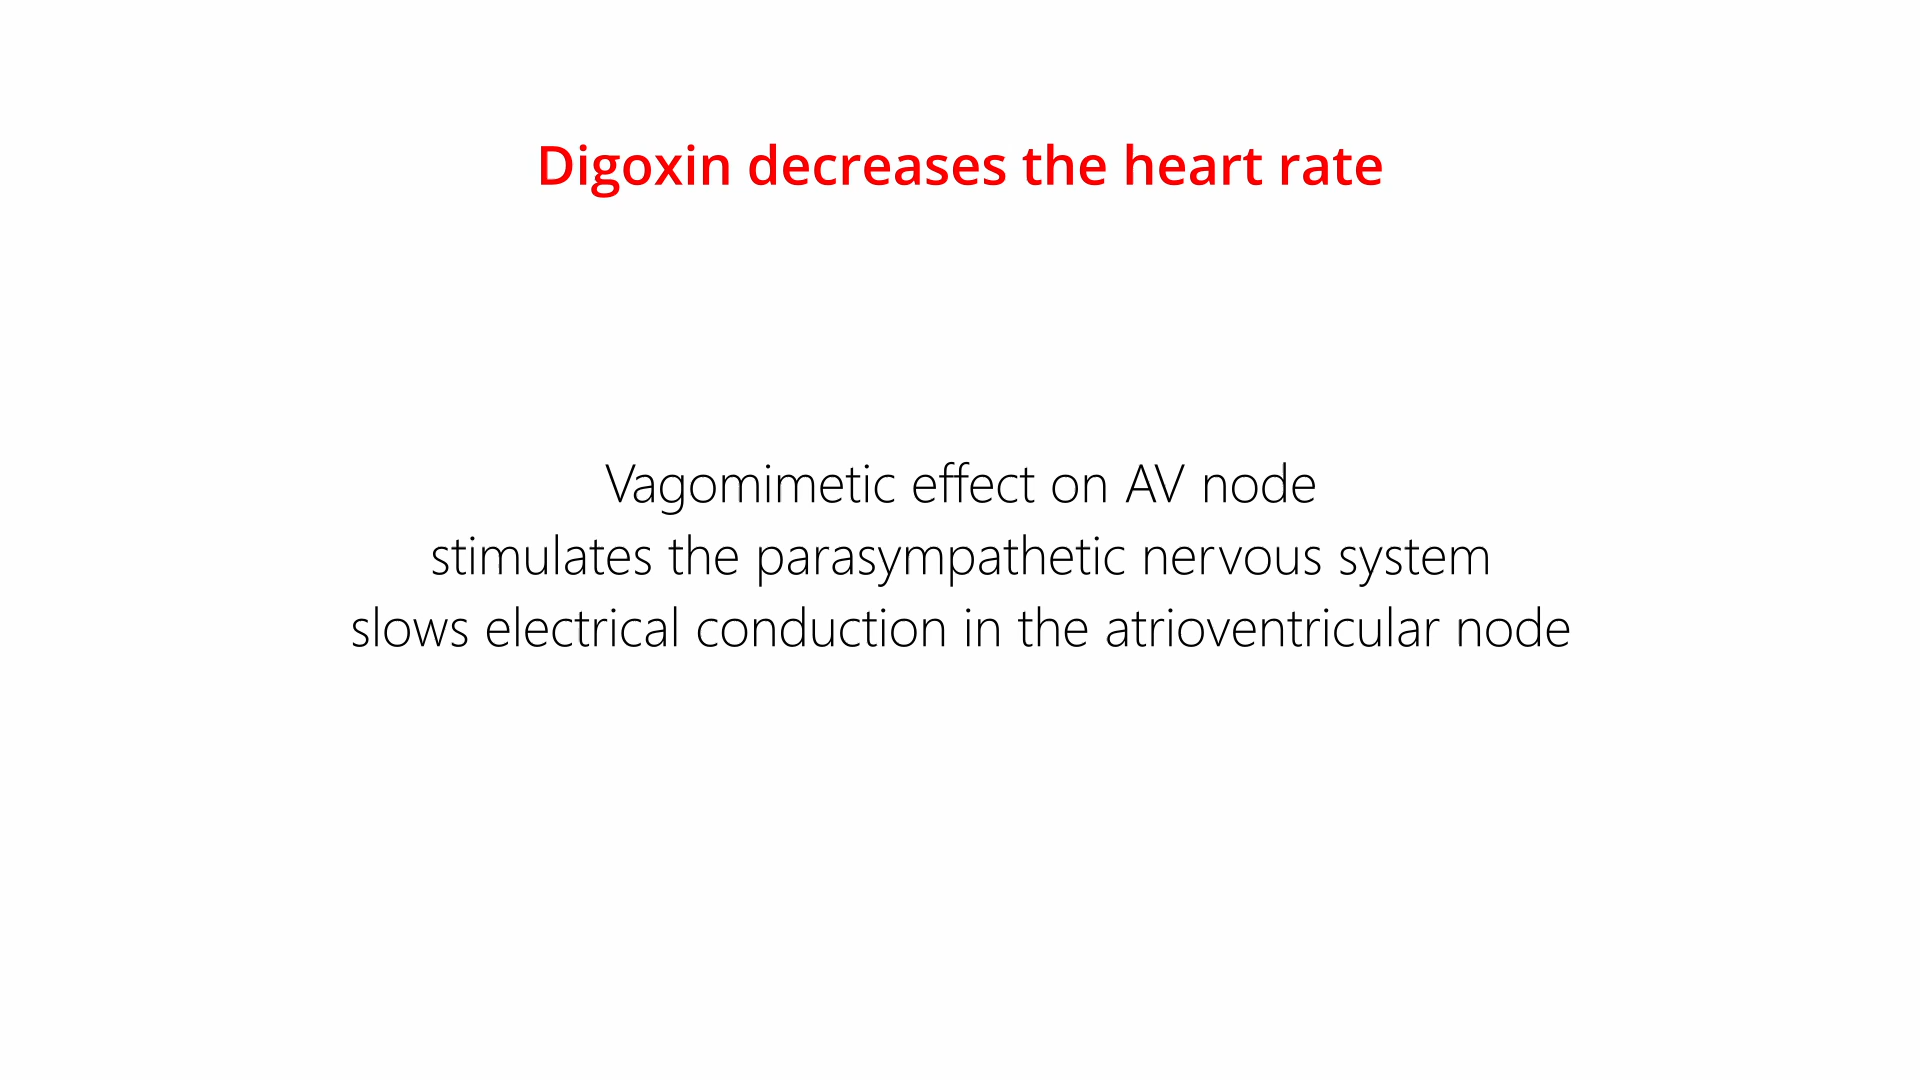 Digoxin decreases the heart rate
Vagomimetic effect on AV node
stimulates the parasympathetic nervous system
slows electrical conduction in the atrioventricular node